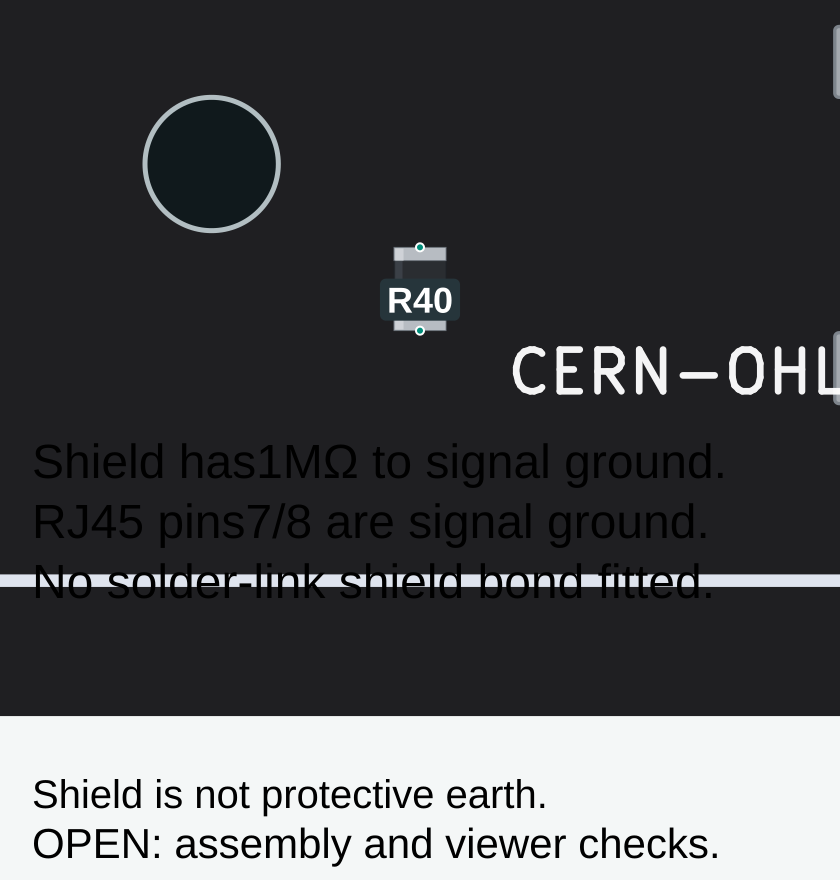 R40
CERN-OHL
Shield has1MΩ to signal ground.
RJ45 pins7/8 are signal ground.
No solder-link shield bond fitted.
Shield is not protective earth.
OPEN: assembly and viewer checks.